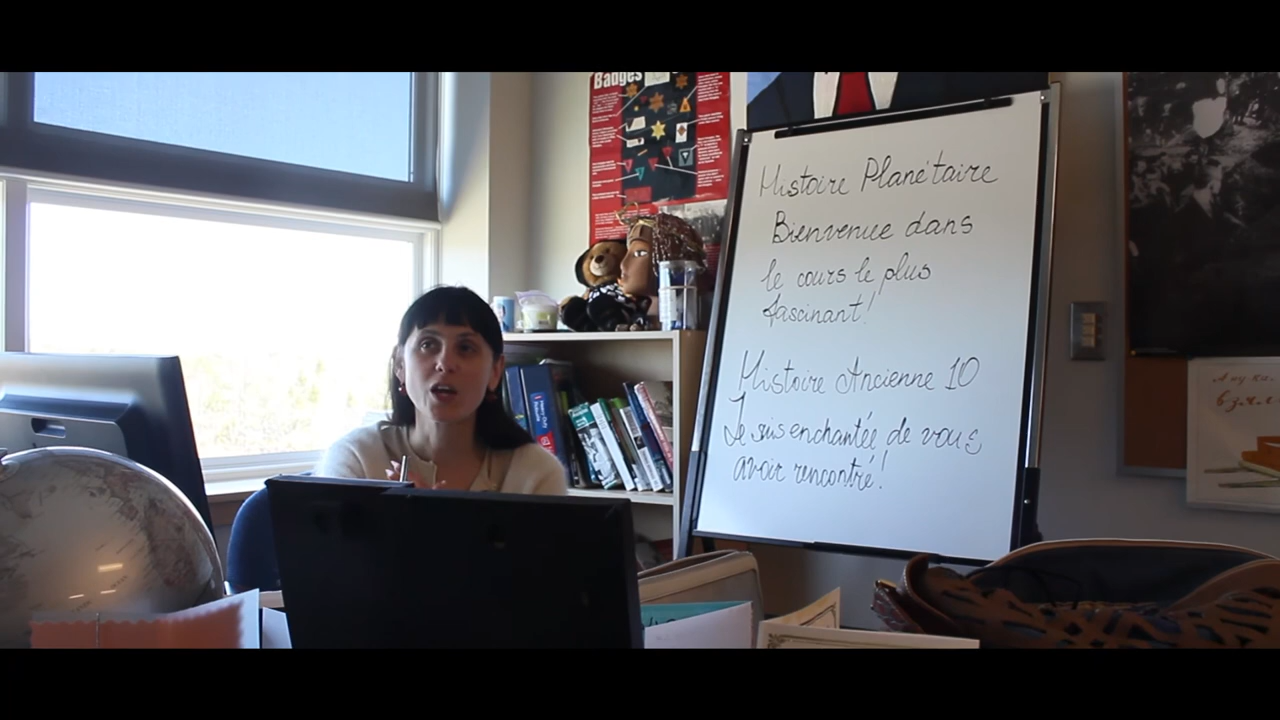 Badges
Histoire Planétaire
Bienvenue dans
le cours le plus
fascinant!
Histoire Ancienne 10
Je suis enchantée de vous
avoir rencontré!